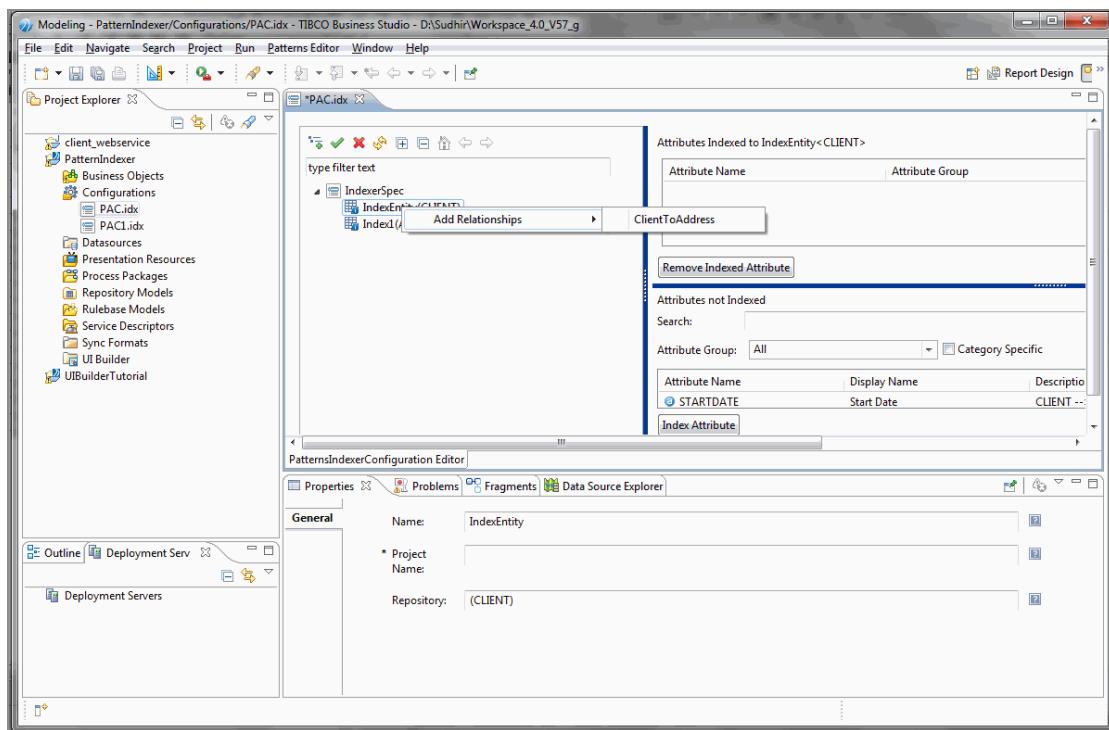 Modeling - PatternIndexer/Configurations/PAC.idx - TIBCO Business Studio - D:\Sudhir\Workspace_4.0_V57_g
File Edit Navigate Search Project Run Patterns Editor Window Help
Report Design
Project Explorer
client_webservice
PatternIndexer
Business Objects
Configurations
PAC.idx
PAC1.idx
Datasources
Presentation Resources
Process Packages
Repository Models
Rulebase Models
Service Descriptors
Sync Formats
UI Builder
UIBuilderTutorial
*PAC.idx
type filter text
IndexerSpec
IndexEntity(CLIENT)
Index1(A
Add Relationships
ClientToAddress
Attributes Indexed to IndexEntity<CLIENT>
Attribute Name Attribute Group
Remove Indexed Attribute
Attributes not Indexed
Search:
Attribute Group: All Category Specific
Attribute Name Display Name Descriptio
STARTDATE Start Date CLIENT --:
Index Attribute
PatternsIndexerConfiguration Editor
Outline Deployment Serv
Deployment Servers
Properties Problems Fragments Data Source Explorer
General
Name: IndexEntity
* Project
Name:
Repository: (CLIENT)